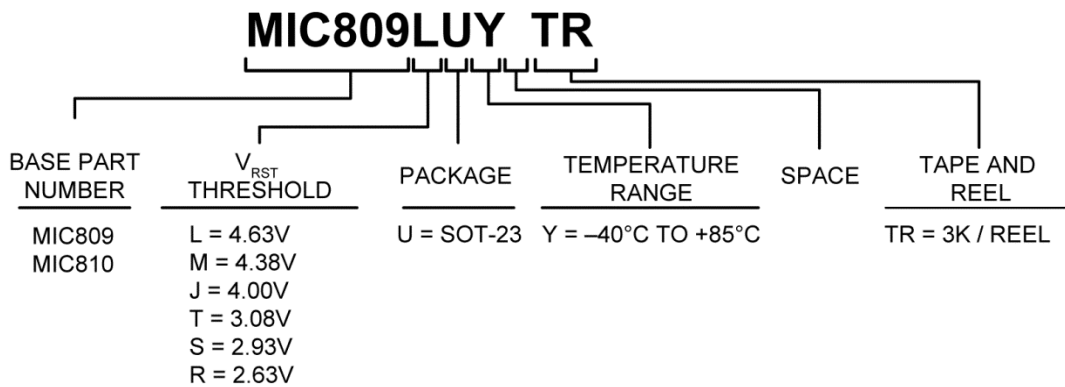 MIC809LUY TR
BASE PART
NUMBER
MIC809
MIC810
VRST
THRESHOLD
L = 4.63V
M = 4.38V
J = 4.00V
T = 3.08V
S = 2.93V
R = 2.63V
PACKAGE
U = SOT-23
TEMPERATURE
RANGE
Y = –40°C TO +85°C
SPACE
TAPE AND
REEL
TR = 3K / REEL